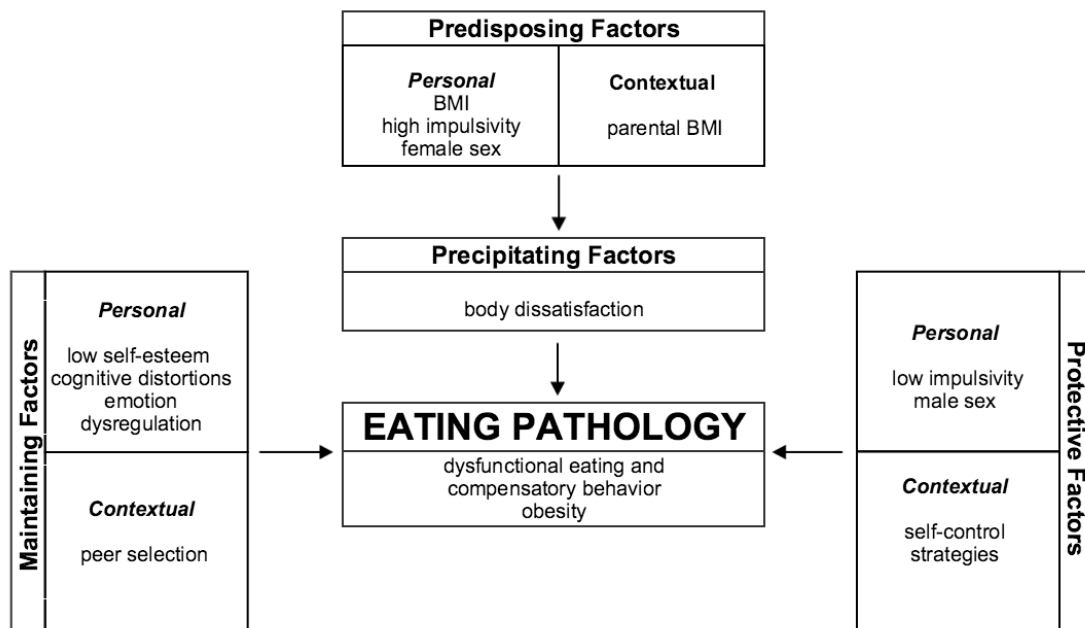 Predisposing Factors
Personal
BMI
high impulsivity
female sex
Contextual
parental BMI
Precipitating Factors
body dissatisfaction
Maintaining Factors
Personal
low self-esteem
cognitive distortions
emotion
dysregulation
Contextual
peer selection
EATING PATHOLOGY
dysfunctional eating and
compensatory behavior
obesity
Protective Factors
Personal
low impulsivity
male sex
Contextual
self-control
strategies